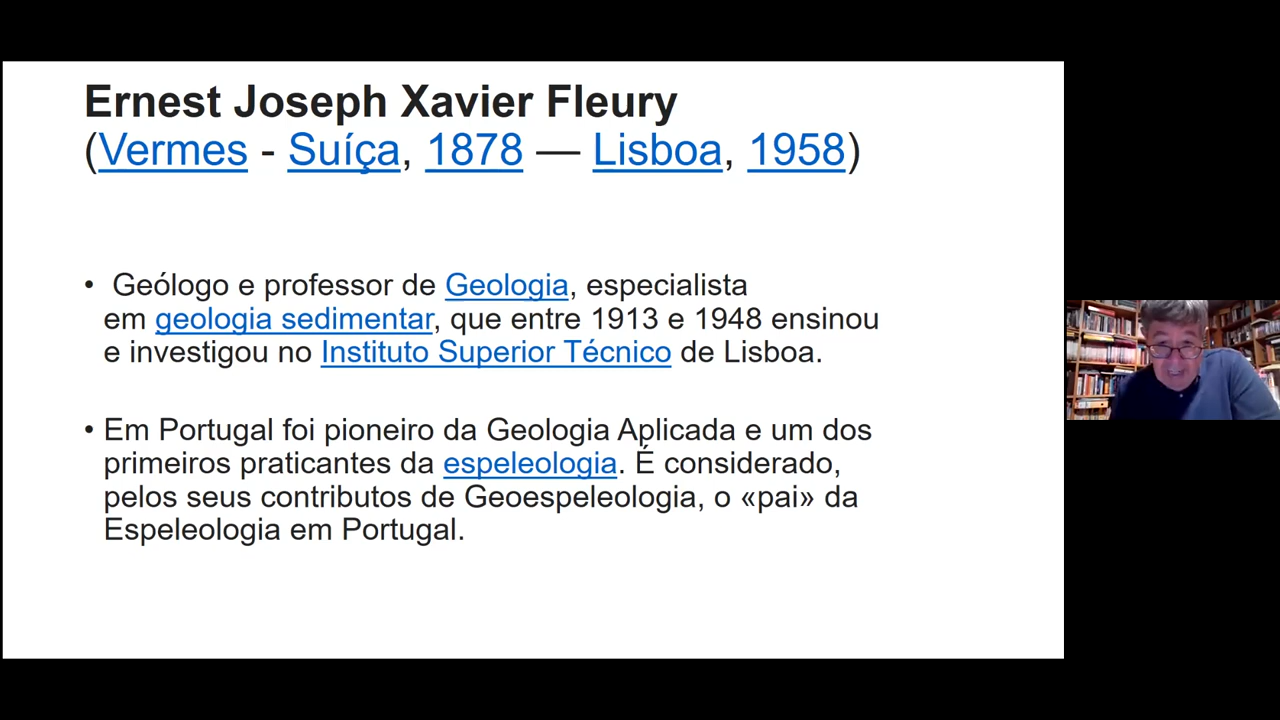 Ernest Joseph Xavier Fleury
(Vermes - Suíça, 1878 — Lisboa, 1958)
• Geólogo e professor de Geologia, especialista
em geologia sedimentar, que entre 1913 e 1948 ensinou
e investigou no Instituto Superior Técnico de Lisboa.
• Em Portugal foi pioneiro da Geologia Aplicada e um dos
primeiros praticantes da espeleologia. É considerado,
pelos seus contributos de Geoespeleologia, o «pai» da
Espeleologia em Portugal.